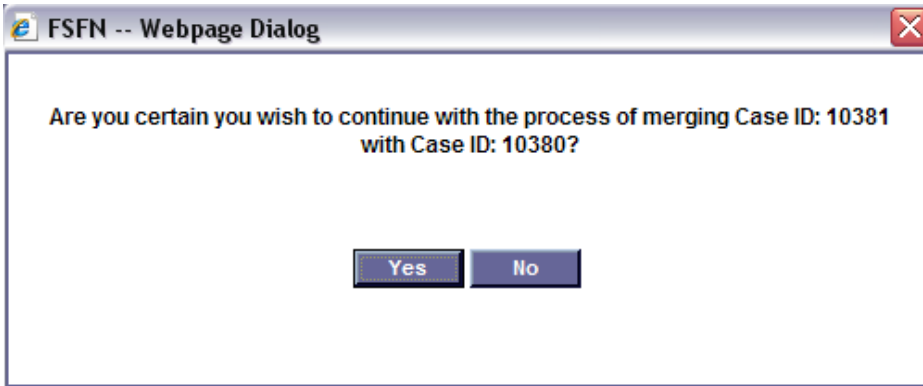 FSFN -- Webpage Dialog
Are you certain you wish to continue with the process of merging Case ID: 10381
with Case ID: 10380?
Yes No